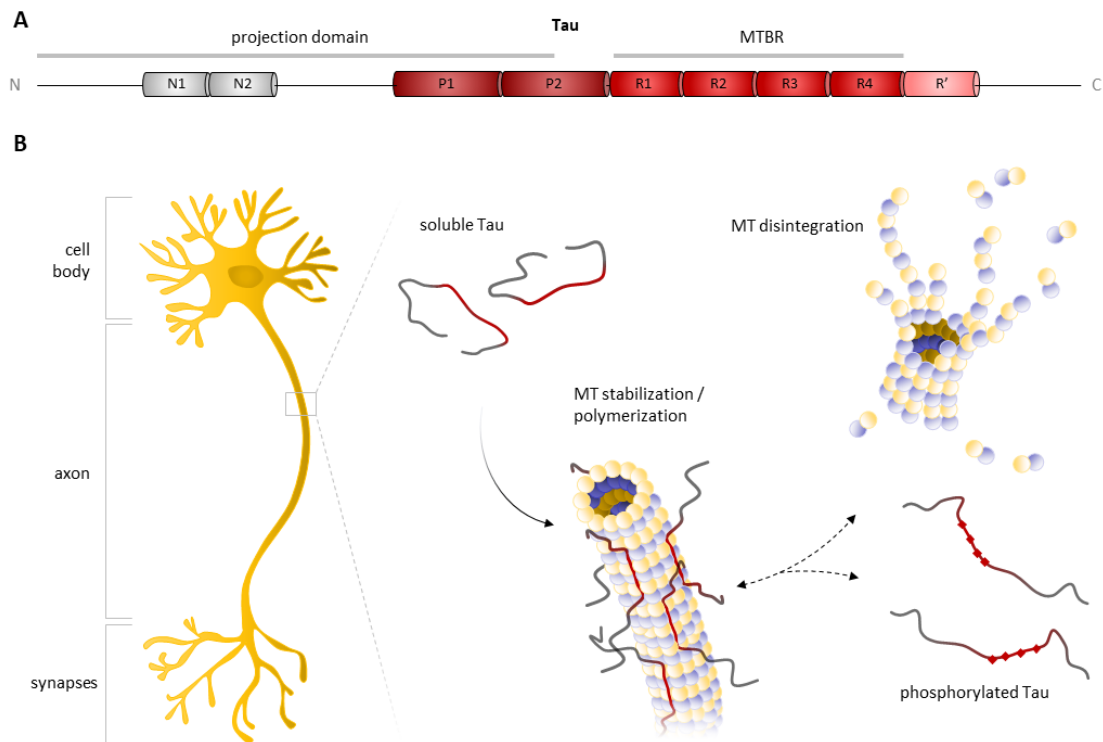 A
Tau
projection domain
MTBR
N
N1
N2
P1
P2
R1
R2
R3
R4
R’
C
B
cell
body
axon
synapses
soluble Tau
MT stabilization /
polymerization
MT disintegration
phosphorylated Tau